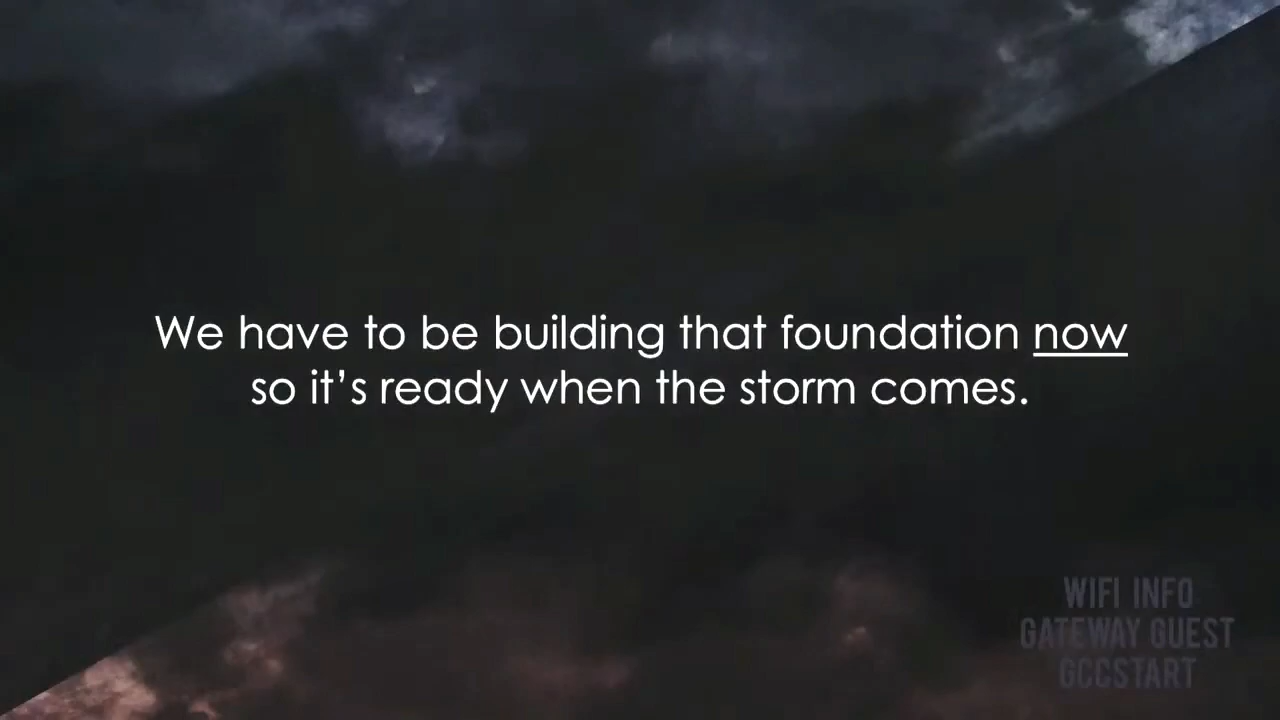 We have to be building that foundation now
so it’s ready when the storm comes.
WIFI INFO
GATEWAY GUEST
GCCSTART